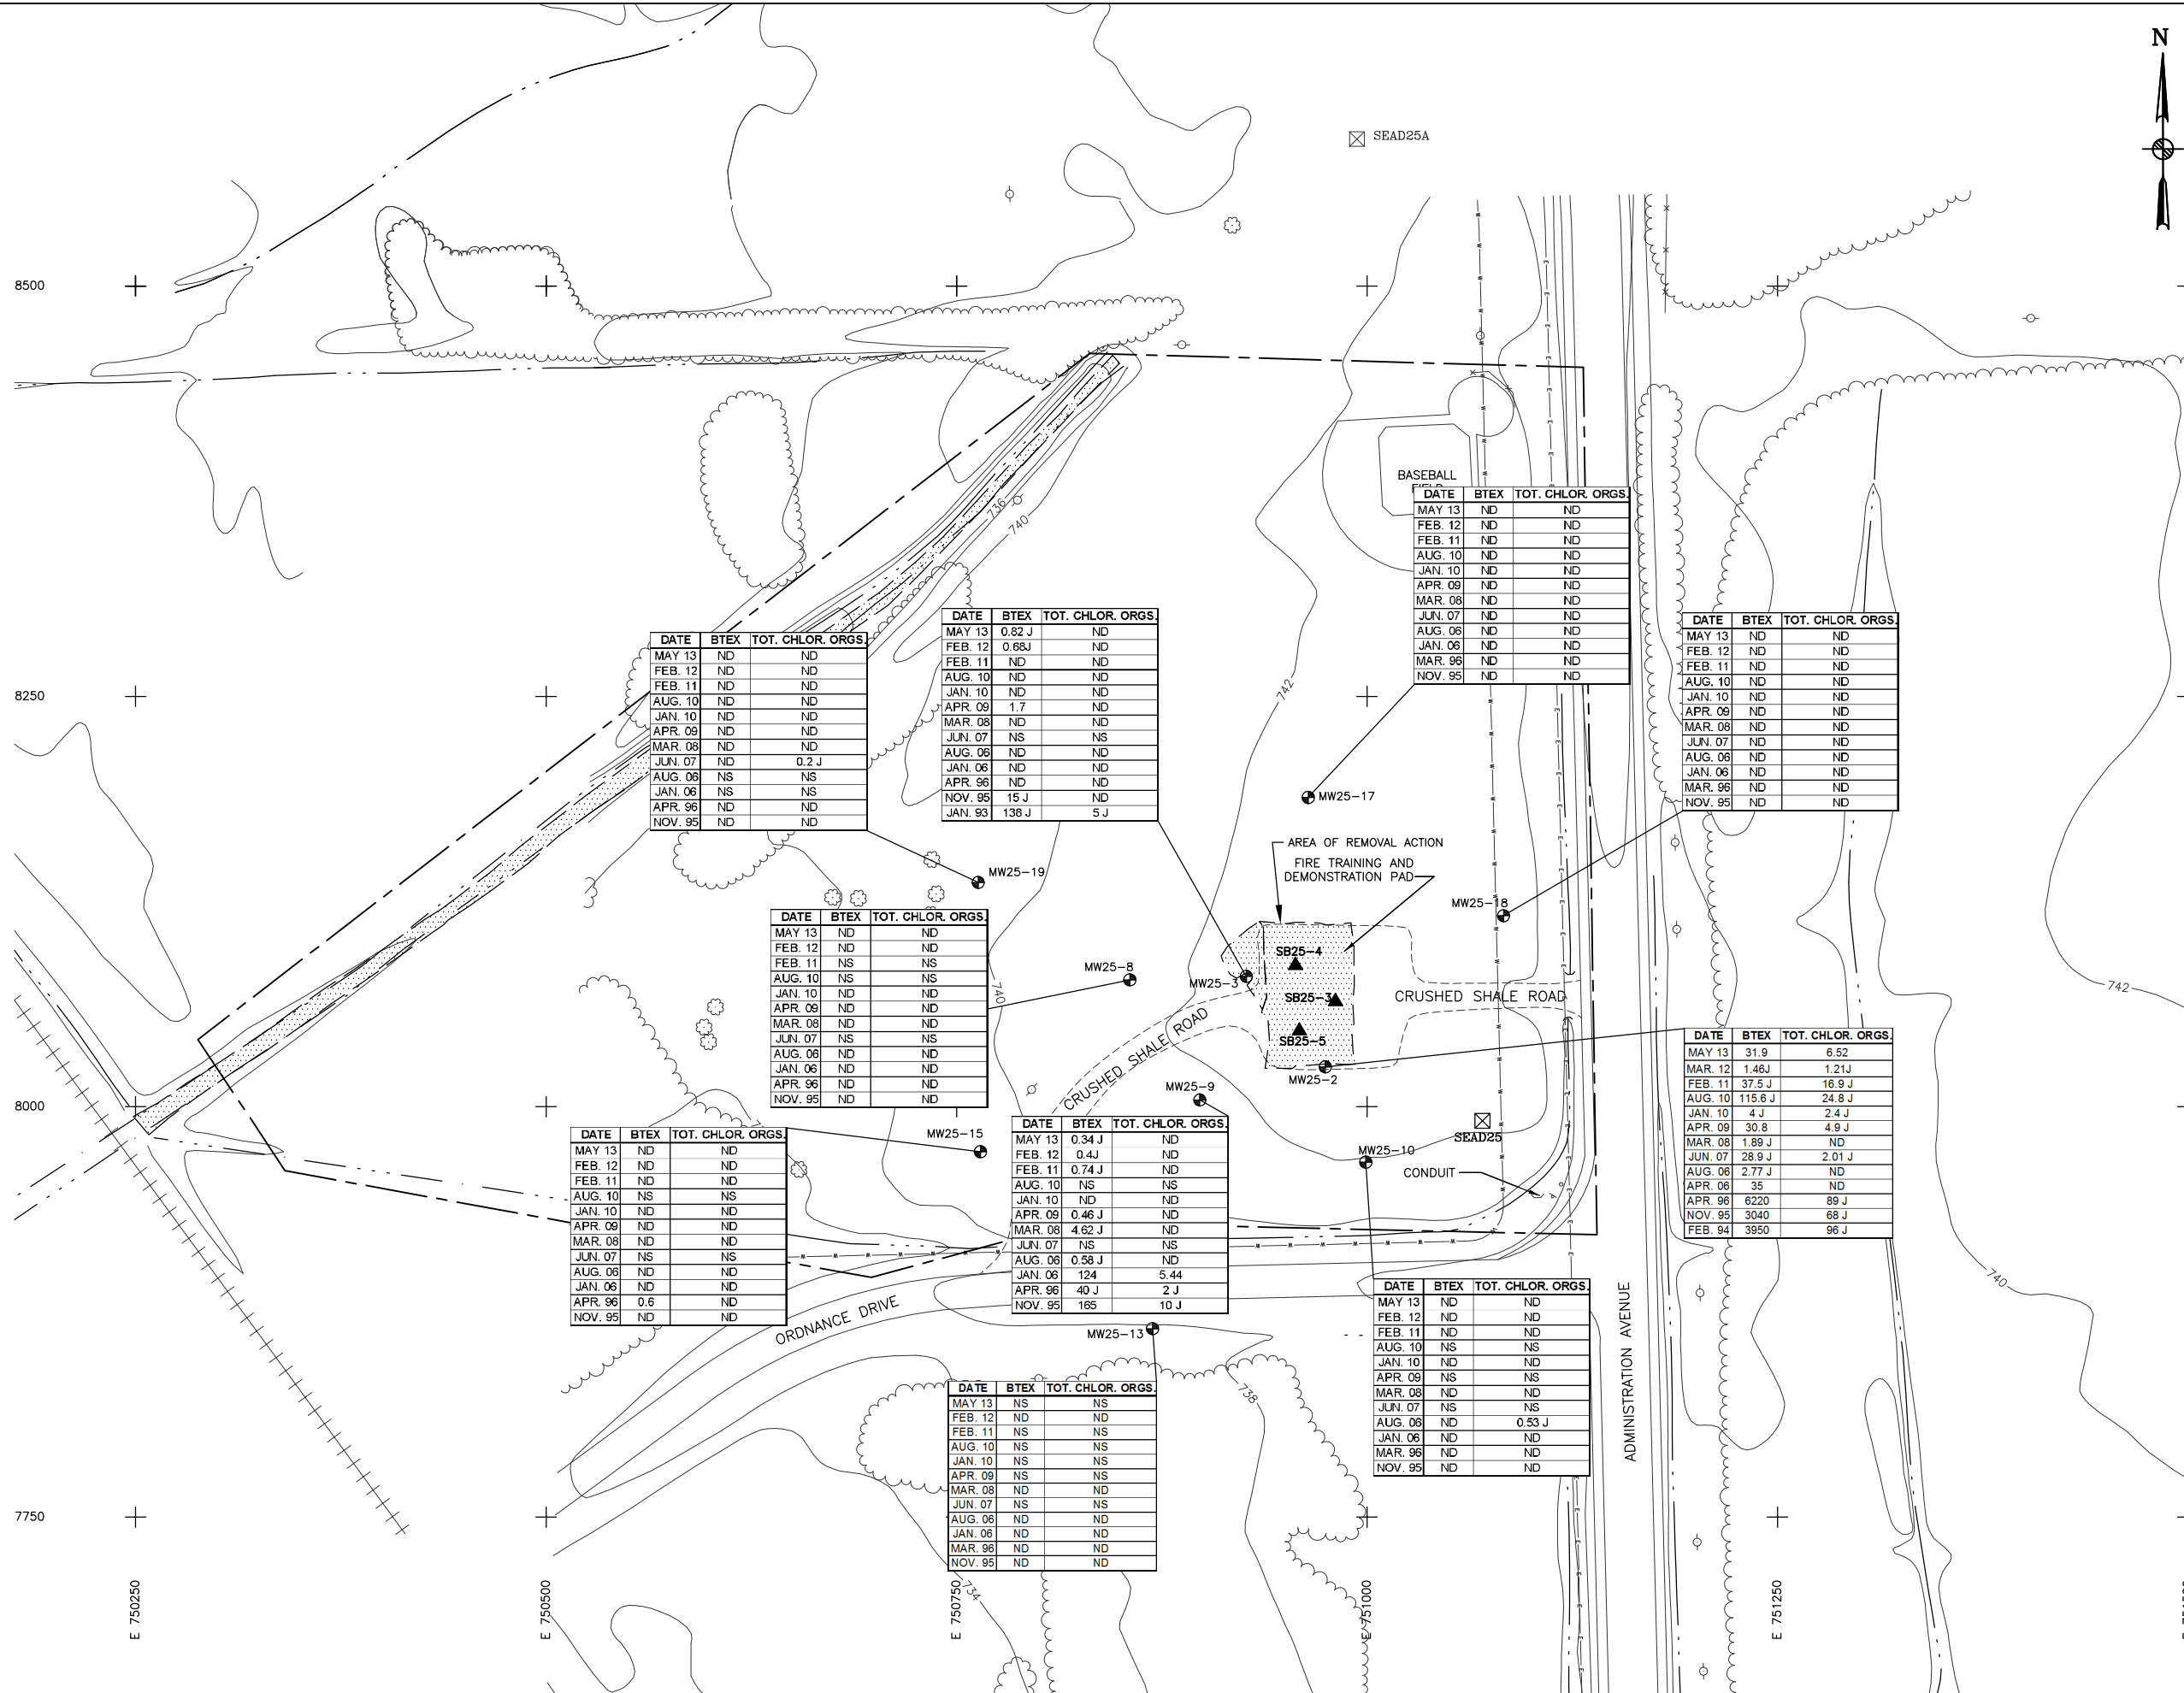 N
SEAD25A
8500
BASEBALL
736
740
DATE BTEX TOT. CHLOR. ORGS.
MAY 13 ND ND
FEB. 12 ND ND
FEB. 11 ND ND
AUG. 10 ND ND
JAN. 10 ND ND
APR. 09 ND ND
MAR. 08 ND ND
JUN. 07 ND ND
AUG. 06 ND ND
JAN. 06 ND ND
MAR. 96 ND ND
NOV. 95 ND ND
DATE BTEX TOT. CHLOR. ORGS.
MAY 13 0.82 J ND
FEB. 12 0.68J ND
FEB. 11 ND ND
AUG. 10 ND ND
JAN. 10 ND ND
APR. 09 1.7 ND
MAR. 08 ND ND
JUN. 07 NS NS
AUG. 06 ND ND
JAN. 06 ND ND
APR. 96 ND ND
NOV. 95 15 J ND
JAN. 93 138 J 5 J
DATE BTEX TOT. CHLOR. ORGS.
MAY 13 ND ND
FEB. 12 ND ND
FEB. 11 ND ND
AUG. 10 ND ND
JAN. 10 ND ND
APR. 09 ND ND
MAR. 08 ND ND
JUN. 07 ND ND
AUG. 06 ND ND
JAN. 06 ND ND
MAR. 96 ND ND
NOV. 95 ND ND
DATE BTEX TOT. CHLOR. ORGS.
MAY 13 ND ND
FEB. 12 ND ND
FEB. 11 ND ND
AUG. 10 ND ND
JAN. 10 ND ND
APR. 09 ND ND
MAR. 08 ND ND
JUN. 07 ND 0.2 J
AUG. 06 NS NS
JAN. 06 NS NS
APR. 96 ND ND
NOV. 95 ND ND
8250
742
MW25-17
AREA OF REMOVAL ACTION
FIRE TRAINING AND
DEMONSTRATION PAD
MW25-19
MW25-18
DATE BTEX TOT. CHLOR. ORGS.
MAY 13 ND ND
FEB. 12 ND ND
FEB. 11 NS NS
AUG. 10 NS NS
JAN. 10 ND ND
APR. 09 ND ND
MAR. 08 ND ND
JUN. 07 NS NS
AUG. 06 ND ND
JAN. 06 ND ND
APR. 96 ND ND
NOV. 95 ND ND
SB25-4
MW25-8
MW25-3
740
SB25-3
CRUSHED SHALE ROAD
742
CRUSHED SHALE ROAD
SB25-5
MW25-2
MW25-9
DATE BTEX TOT. CHLOR. ORGS.
MAY 13 31.9 6.52
MAR. 12 1.46J 1.21J
FEB. 11 37.5 J 16.9 J
AUG. 10 115.6 J 24.8 J
JAN. 10 4 J 2.4 J
APR. 09 30.8 4.9 J
MAR. 08 1.89 J ND
JUN. 07 28.9 J 2.01 J
AUG. 06 2.77 J ND
APR. 06 35 ND
APR. 96 6220 89 J
NOV. 95 3040 68 J
FEB. 94 3950 96 J
8000
SEAD25
MW25-15
MW25-10
CONDUIT
DATE BTEX TOT. CHLOR. ORGS.
MAY 13 0.34 J ND
FEB. 12 0.4J ND
FEB. 11 0.74 J ND
AUG. 10 NS NS
JAN. 10 ND ND
APR. 09 0.46 J ND
MAR. 08 4.62 J ND
JUN. 07 NS NS
AUG. 06 0.58 J ND
JAN. 06 124 5.44
APR. 96 40 J 2 J
NOV. 95 165 10 J
DATE BTEX TOT. CHLOR. ORGS.
MAY 13 ND ND
FEB. 12 ND ND
FEB. 11 ND ND
AUG. 10 NS NS
JAN. 10 ND ND
APR. 09 ND ND
MAR. 08 ND ND
JUN. 07 NS NS
AUG. 06 ND ND
JAN. 06 ND ND
APR. 96 0.6 ND
NOV. 95 ND ND
740
ORDNANCE DRIVE
MW25-13
ADMINISTRATION AVENUE
DATE BTEX TOT. CHLOR. ORGS.
MAY 13 ND ND
FEB. 12 ND ND
FEB. 11 ND ND
AUG. 10 NS NS
JAN. 10 ND ND
APR. 09 NS NS
MAR. 08 ND ND
JUN. 07 NS NS
AUG. 06 ND 0.53 J
JAN. 06 ND ND
MAR. 96 ND ND
NOV. 95 ND ND
738
DATE BTEX TOT. CHLOR. ORGS.
MAY 13 NS NS
FEB. 12 ND ND
FEB. 11 NS NS
AUG. 10 NS NS
JAN. 10 NS NS
APR. 09 NS NS
MAR. 08 ND ND
JUN. 07 NS NS
AUG. 06 ND ND
JAN. 06 ND ND
MAR. 96 ND ND
NOV. 95 ND ND
7750
734
E 750250
E 750500
E 750750
E 751000
E 751250